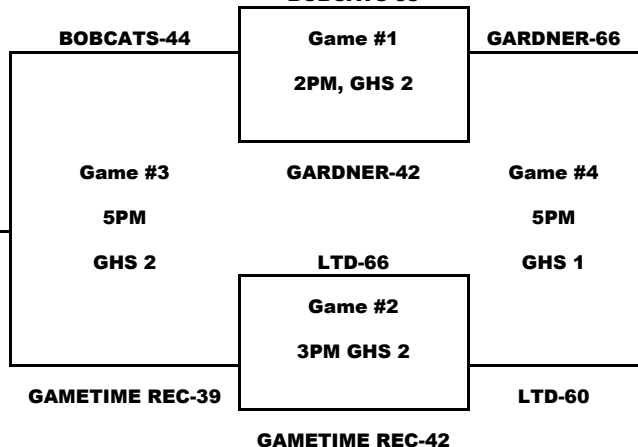 BOBCATS-44
Game #1
GARDNER-66
2PM, GHS 2
Game #3
GARDNER-42
Game #4
5PM
5PM
GHS 2
LTD-66
GHS 1
Game #2
3PM GHS 2
GAMETIME REC-39
LTD-60
GAMETIME REC-42